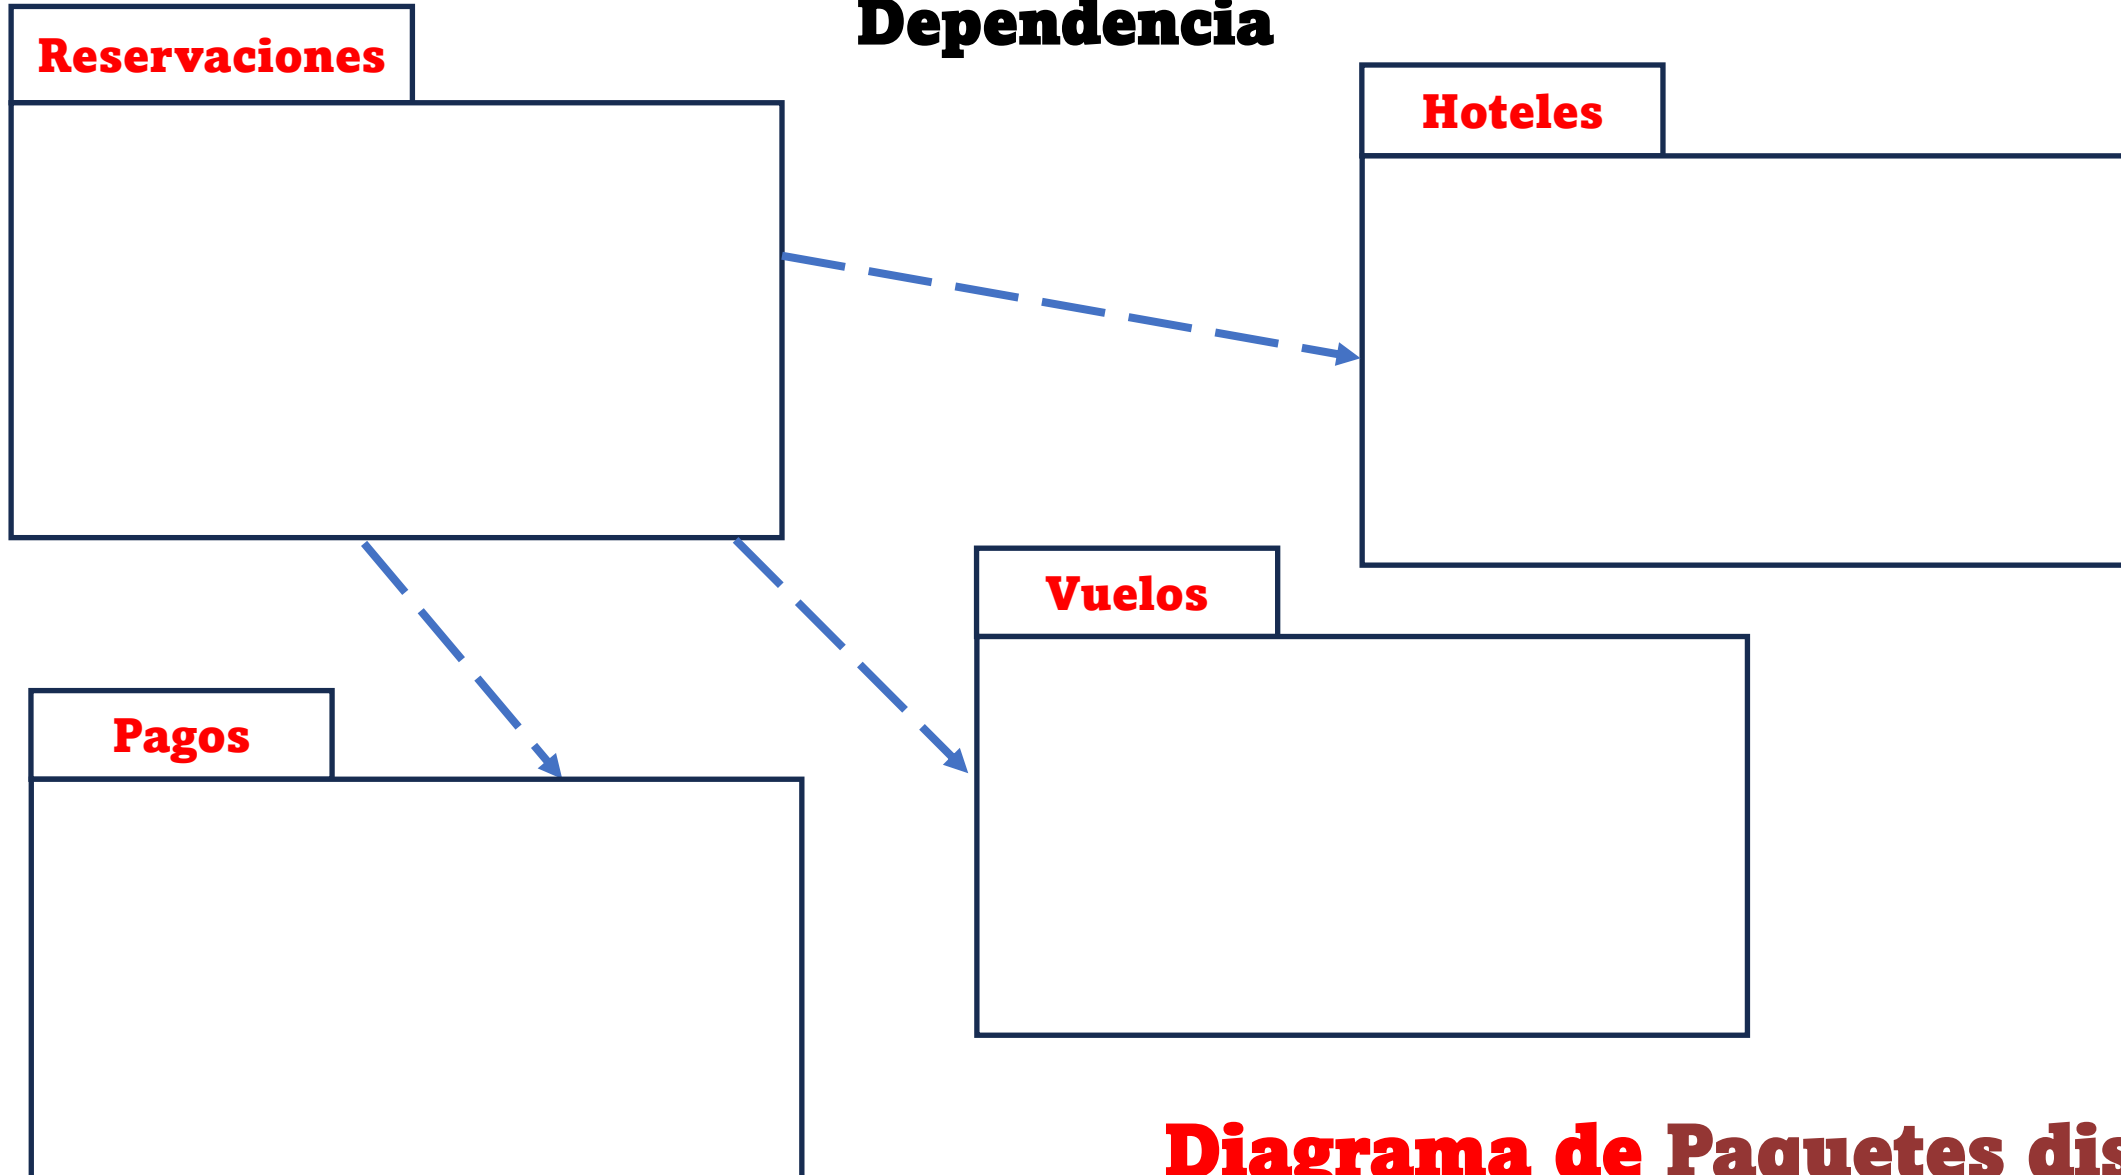 Dependencia
Reservaciones
Hoteles
Vuelos
Pagos
Diagrama de Paquetes